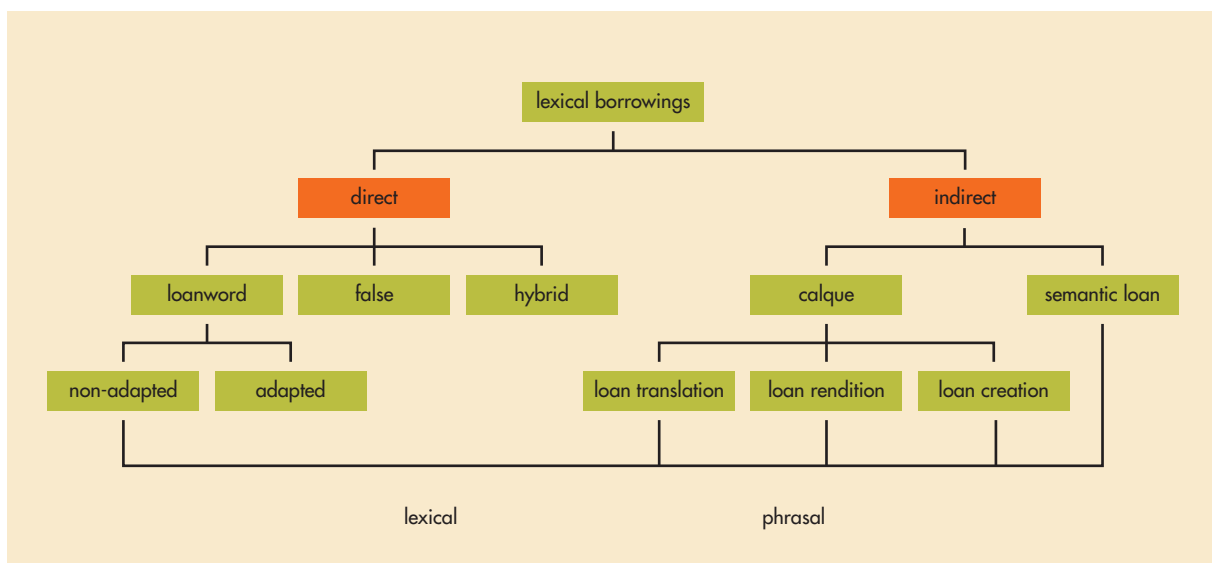 lexical borrowings
direct
indirect
loanword
false
hybrid
calque
semantic loan
non-adapted
adapted
loan translation
loan rendition
loan creation
lexical
phrasal